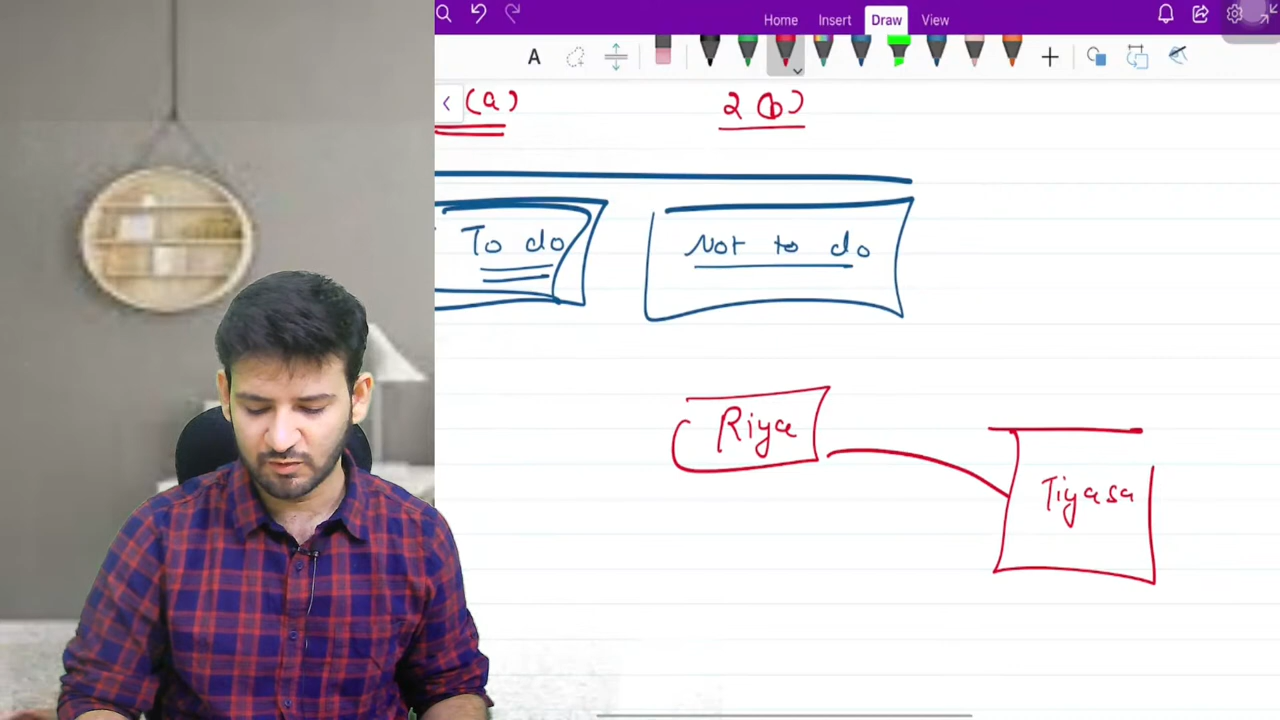 Home Insert Draw View
A
(a) 2 (b)
To do Not to do
Riya
Tiyasa